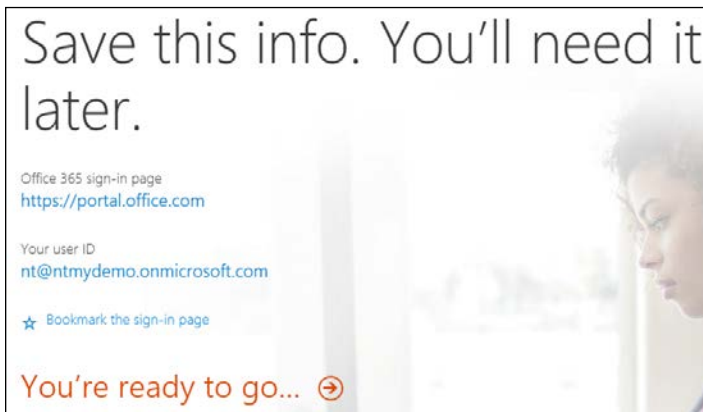 Save this info. You'll need it
later.
Office 365 sign-in page
https://portal.office.com
Your user ID
nt@ntmydemo.onmicrosoft.com
Bookmark the sign-in page
You're ready to go...